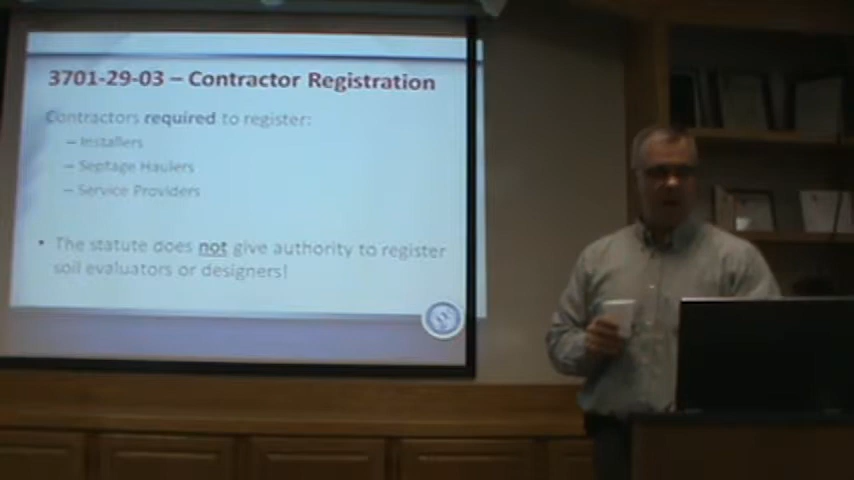 3701-29-03 – Contractor Registration
Contractors required to register:
– Installers
– Septage Haulers
– Service Providers
• The statute does not give authority to register
soil evaluators or designers!